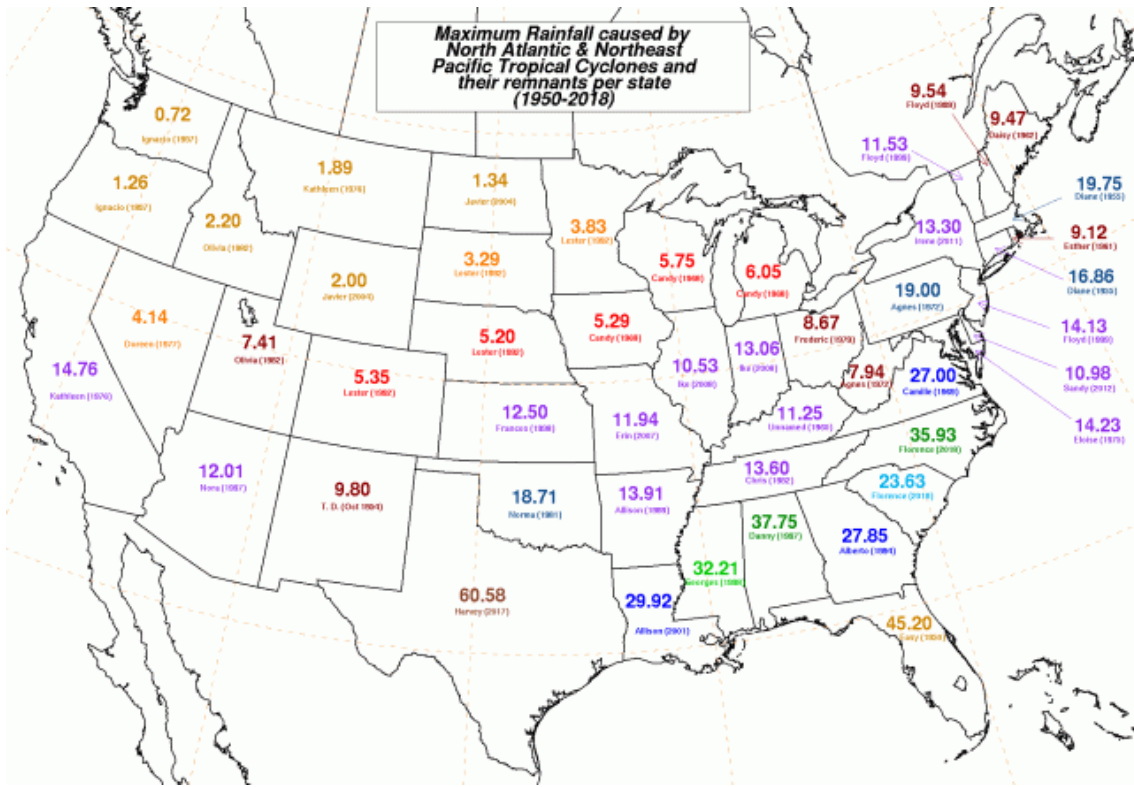 Maximum Rainfall caused by
North Atlantic & Northeast
Pacific Tropical Cyclones and
their remnants per state
(1950-2018)
9.54
Floyd (1999)
9.47
Daisy (1962)
0.72
Ignacio (1997)
11.53
Floyd (1999)
1.89
Kathleen (1976)
1.34
Javier (2004)
1.26
Ignacio (1997)
19.75
Diane (1955)
2.20
Olivia (1982)
3.83
Lester (1992)
13.30
Irene (2011)
9.12
Esther (1961)
3.29
Lester (1992)
5.75
Candy (1968)
6.05
Candy (1968)
2.00
Javier (2004)
16.86
Diane (1955)
19.00
Agnes (1972)
4.14
Doreen (1977)
5.20
Lester (1992)
5.29
Candy (1968)
8.67
Frederic (1979)
14.13
Floyd (1999)
7.41
Olivia (1982)
13.06
Ike (2008)
14.76
Kathleen (1976)
5.35
Lester (1992)
10.53
Ike (2008)
7.94
Agnes (1972)
27.00
Camille (1969)
10.98
Sandy (2012)
12.50
Frances (1998)
11.94
Erin (2007)
11.25
Unnamed (1960)
14.23
Eloise (1975)
35.93
Florence (2018)
12.01
Nora (1997)
13.60
Chris (1982)
9.80
T. D. (Oct 1954)
18.71
Norma (1981)
13.91
Allison (1989)
23.63
Florence (2018)
37.75
Danny (1997)
27.85
Alberto (1994)
32.21
Georges (1998)
60.58
Harvey (2017)
29.92
Allison (2001)
45.20
Easy (1950)